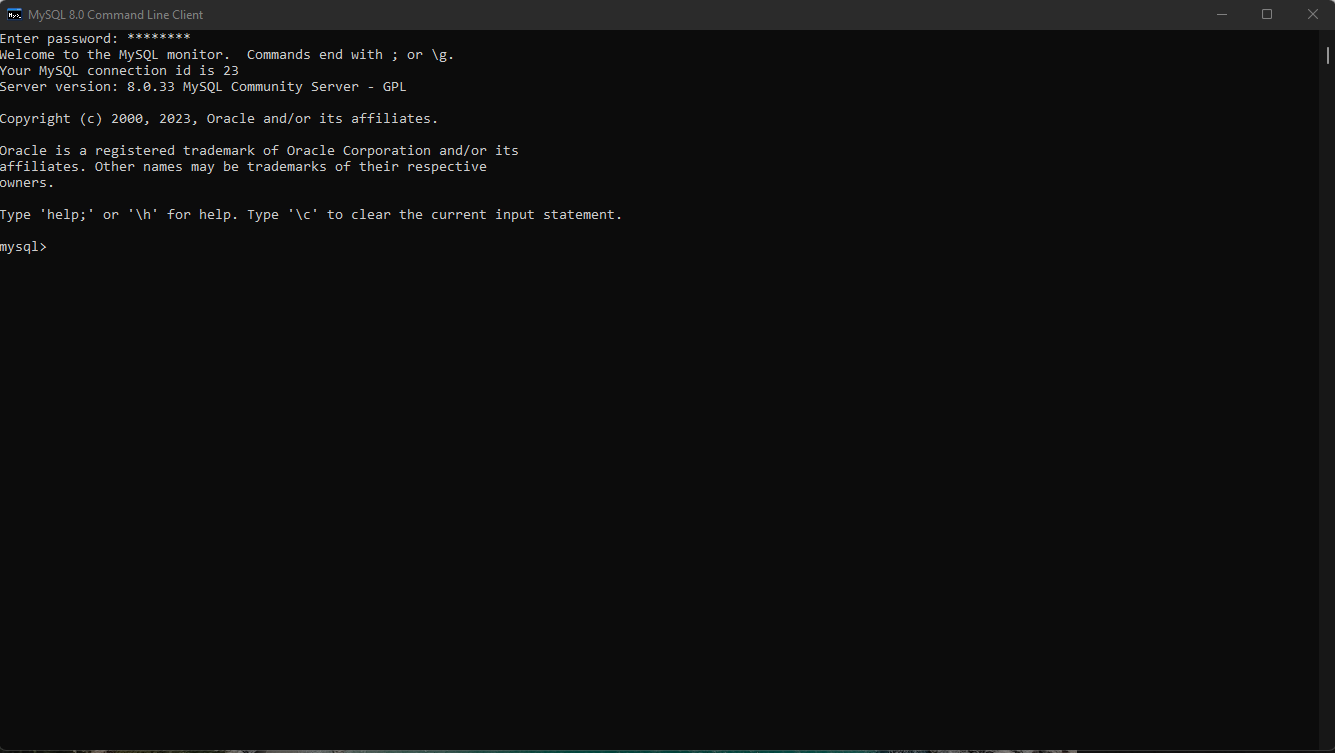 MySQL 8.0 Command Line Client
Enter password: ********
Welcome to the MySQL monitor.  Commands end with ; or \g.
Your MySQL connection id is 23
Server version: 8.0.33 MySQL Community Server - GPL
Copyright (c) 2000, 2023, Oracle and/or its affiliates.
Oracle is a registered trademark of Oracle Corporation and/or its
affiliates. Other names may be trademarks of their respective
owners.
Type 'help;' or '\h' for help. Type '\c' to clear the current input statement.
mysql>